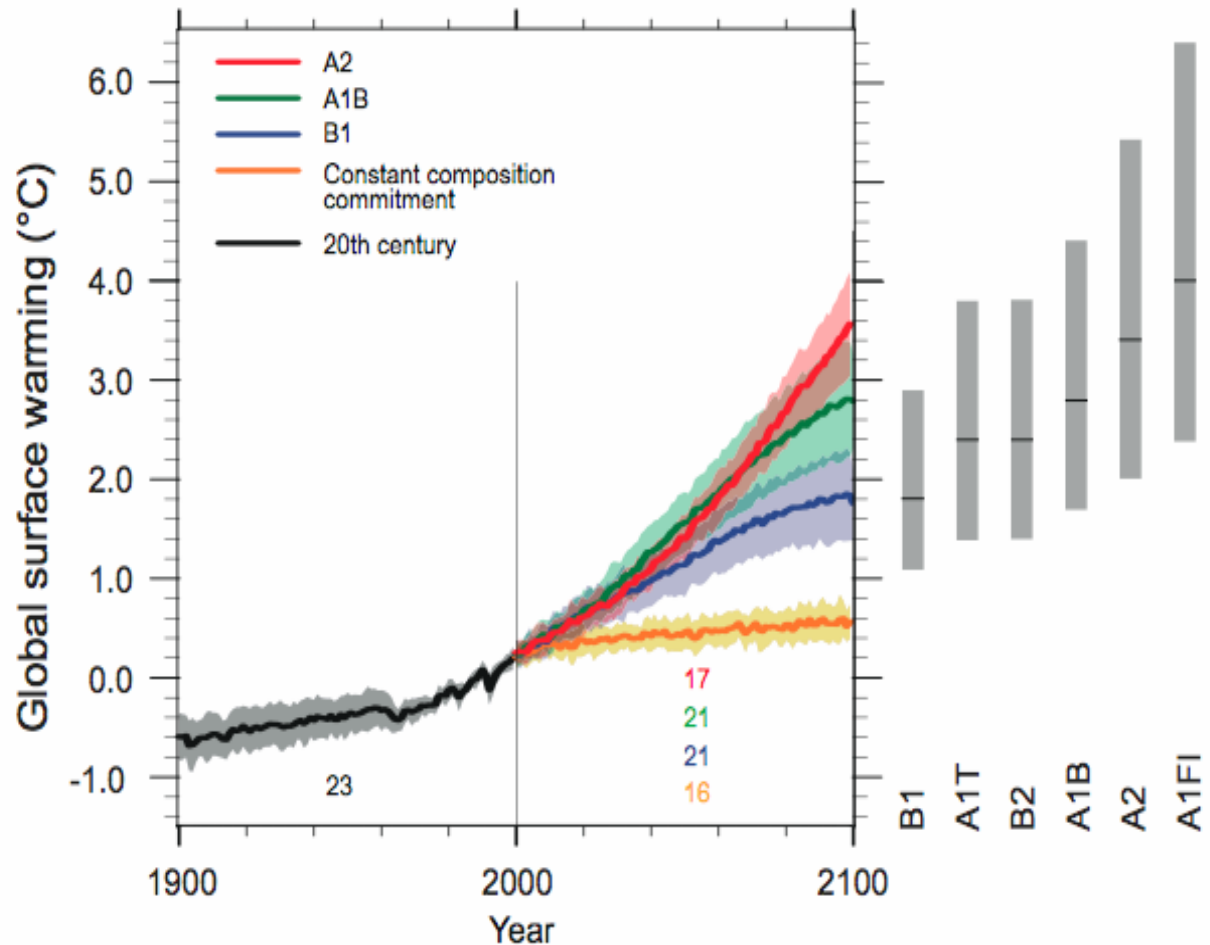 A2
A1B
B1
Constant composition
commitment
20th century
Global surface warming (°C)
6.0
5.0
4.0
3.0
2.0
1.0
0.0
-1.0
17
21
21
16
23
1900
2000
2100
Year
B1
A1T
B2
A1B
A2
A1FI